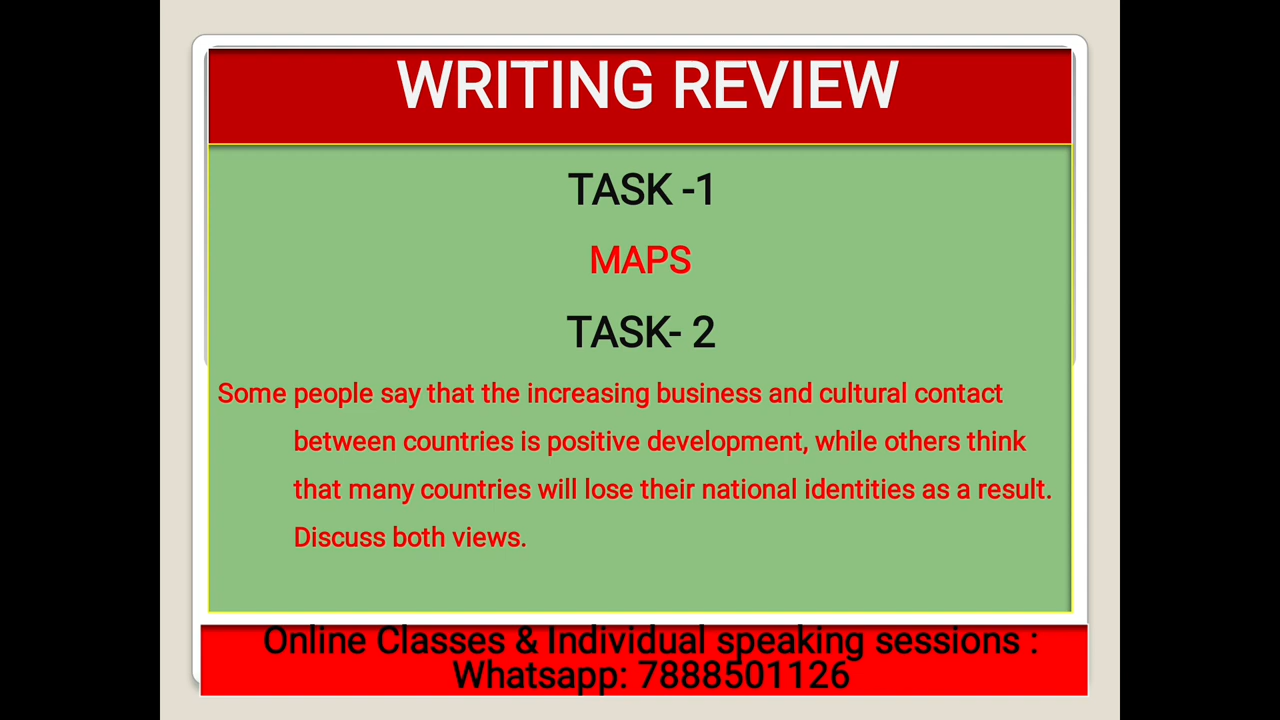 WRITING REVIEW
TASK -1
MAPS
TASK- 2
Some people say that the increasing business and cultural contact
between countries is positive development, while others think
that many countries will lose their national identities as a result.
Discuss both views.
Online Classes & Individual speaking sessions :
Whatsapp: 7888501126